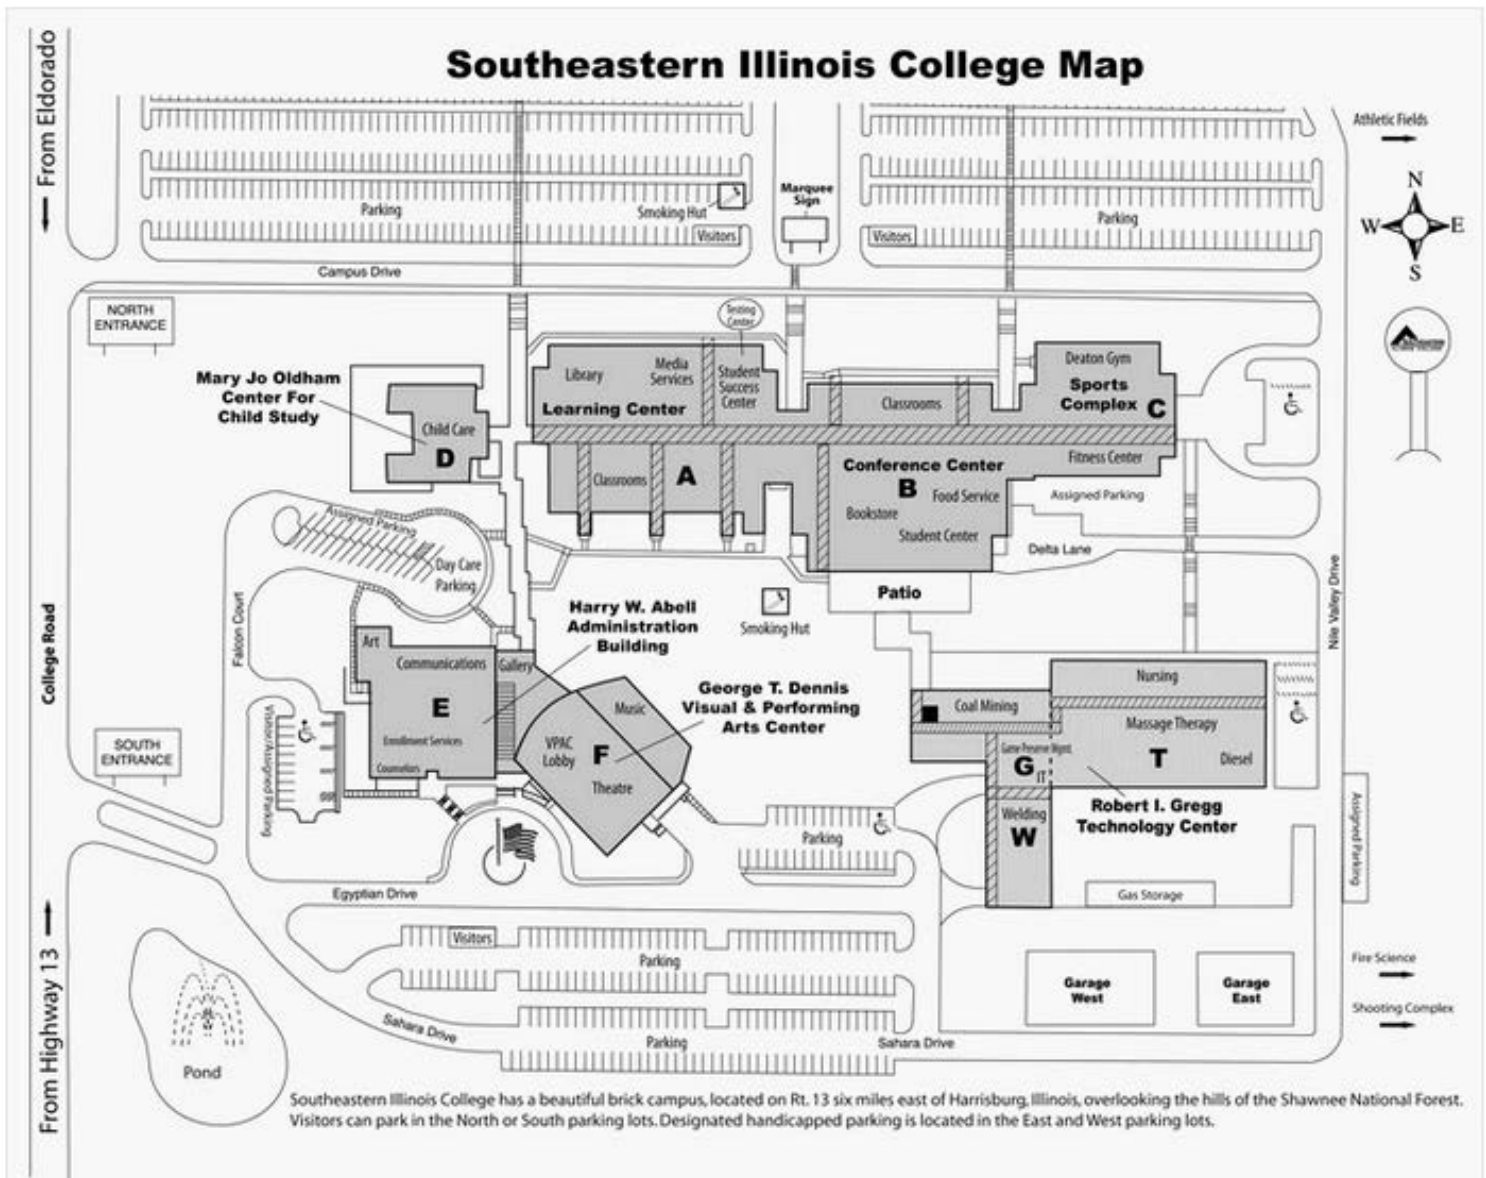 Southeastern Illinois College Map
From Eldorado
Athletic Fields
N
W
E
S
Marquee
Sign
Parking
Smoking Hut
Visitors
Visitors
Parking
Campus Drive
NORTH
ENTRANCE
Testing
Center
Mary Jo Oldham
Center For
Child Study
Child Care
D
Library
Media
Services
Student
Success
Center
Learning Center
Classrooms
Deaton Gym
Sports
Complex
C
Classrooms
A
Conference Center
B
Food Service
Bookstore
Student Center
Fitness Center
Assigned Parking
Delta Lane
Assigned Parking
Day Care
Parking
Patio
Smoking Hut
Harry W. Abell
Administration
Building
Falcon Court
College Road
Nile Valley Drive
Art
Communications
Gallery
E
Enrollment Services
Counselors
George T. Dennis
Visual & Performing
Arts Center
Music
VPAC
Lobby
F
Theatre
Nursing
Coal Mining
Massage Therapy
Game Preserve Mgmt.
G
IT
T
Diesel
Welding
W
Robert I. Gregg
Technology Center
SOUTH
ENTRANCE
Visitor/Assigned Parking
Parking
Assigned Parking
Gas Storage
Egyptian Drive
Visitors
Parking
Garage
West
Garage
East
Fire Science
Shooting Complex
Sahara Drive
Parking
Sahara Drive
From Highway 13
Pond
Southeastern Illinois College has a beautiful brick campus, located on Rt. 13 six miles east of Harrisburg, Illinois, overlooking the hills of the Shawnee National Forest.
Visitors can park in the North or South parking lots. Designated handicapped parking is located in the East and West parking lots.